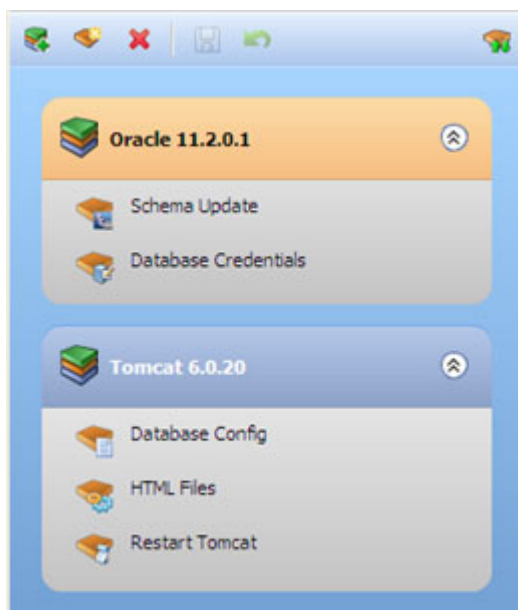 Oracle 11.2.0.1
Schema Update
Database Credentials
Tomcat 6.0.20
Database Config
HTML Files
Restart Tomcat